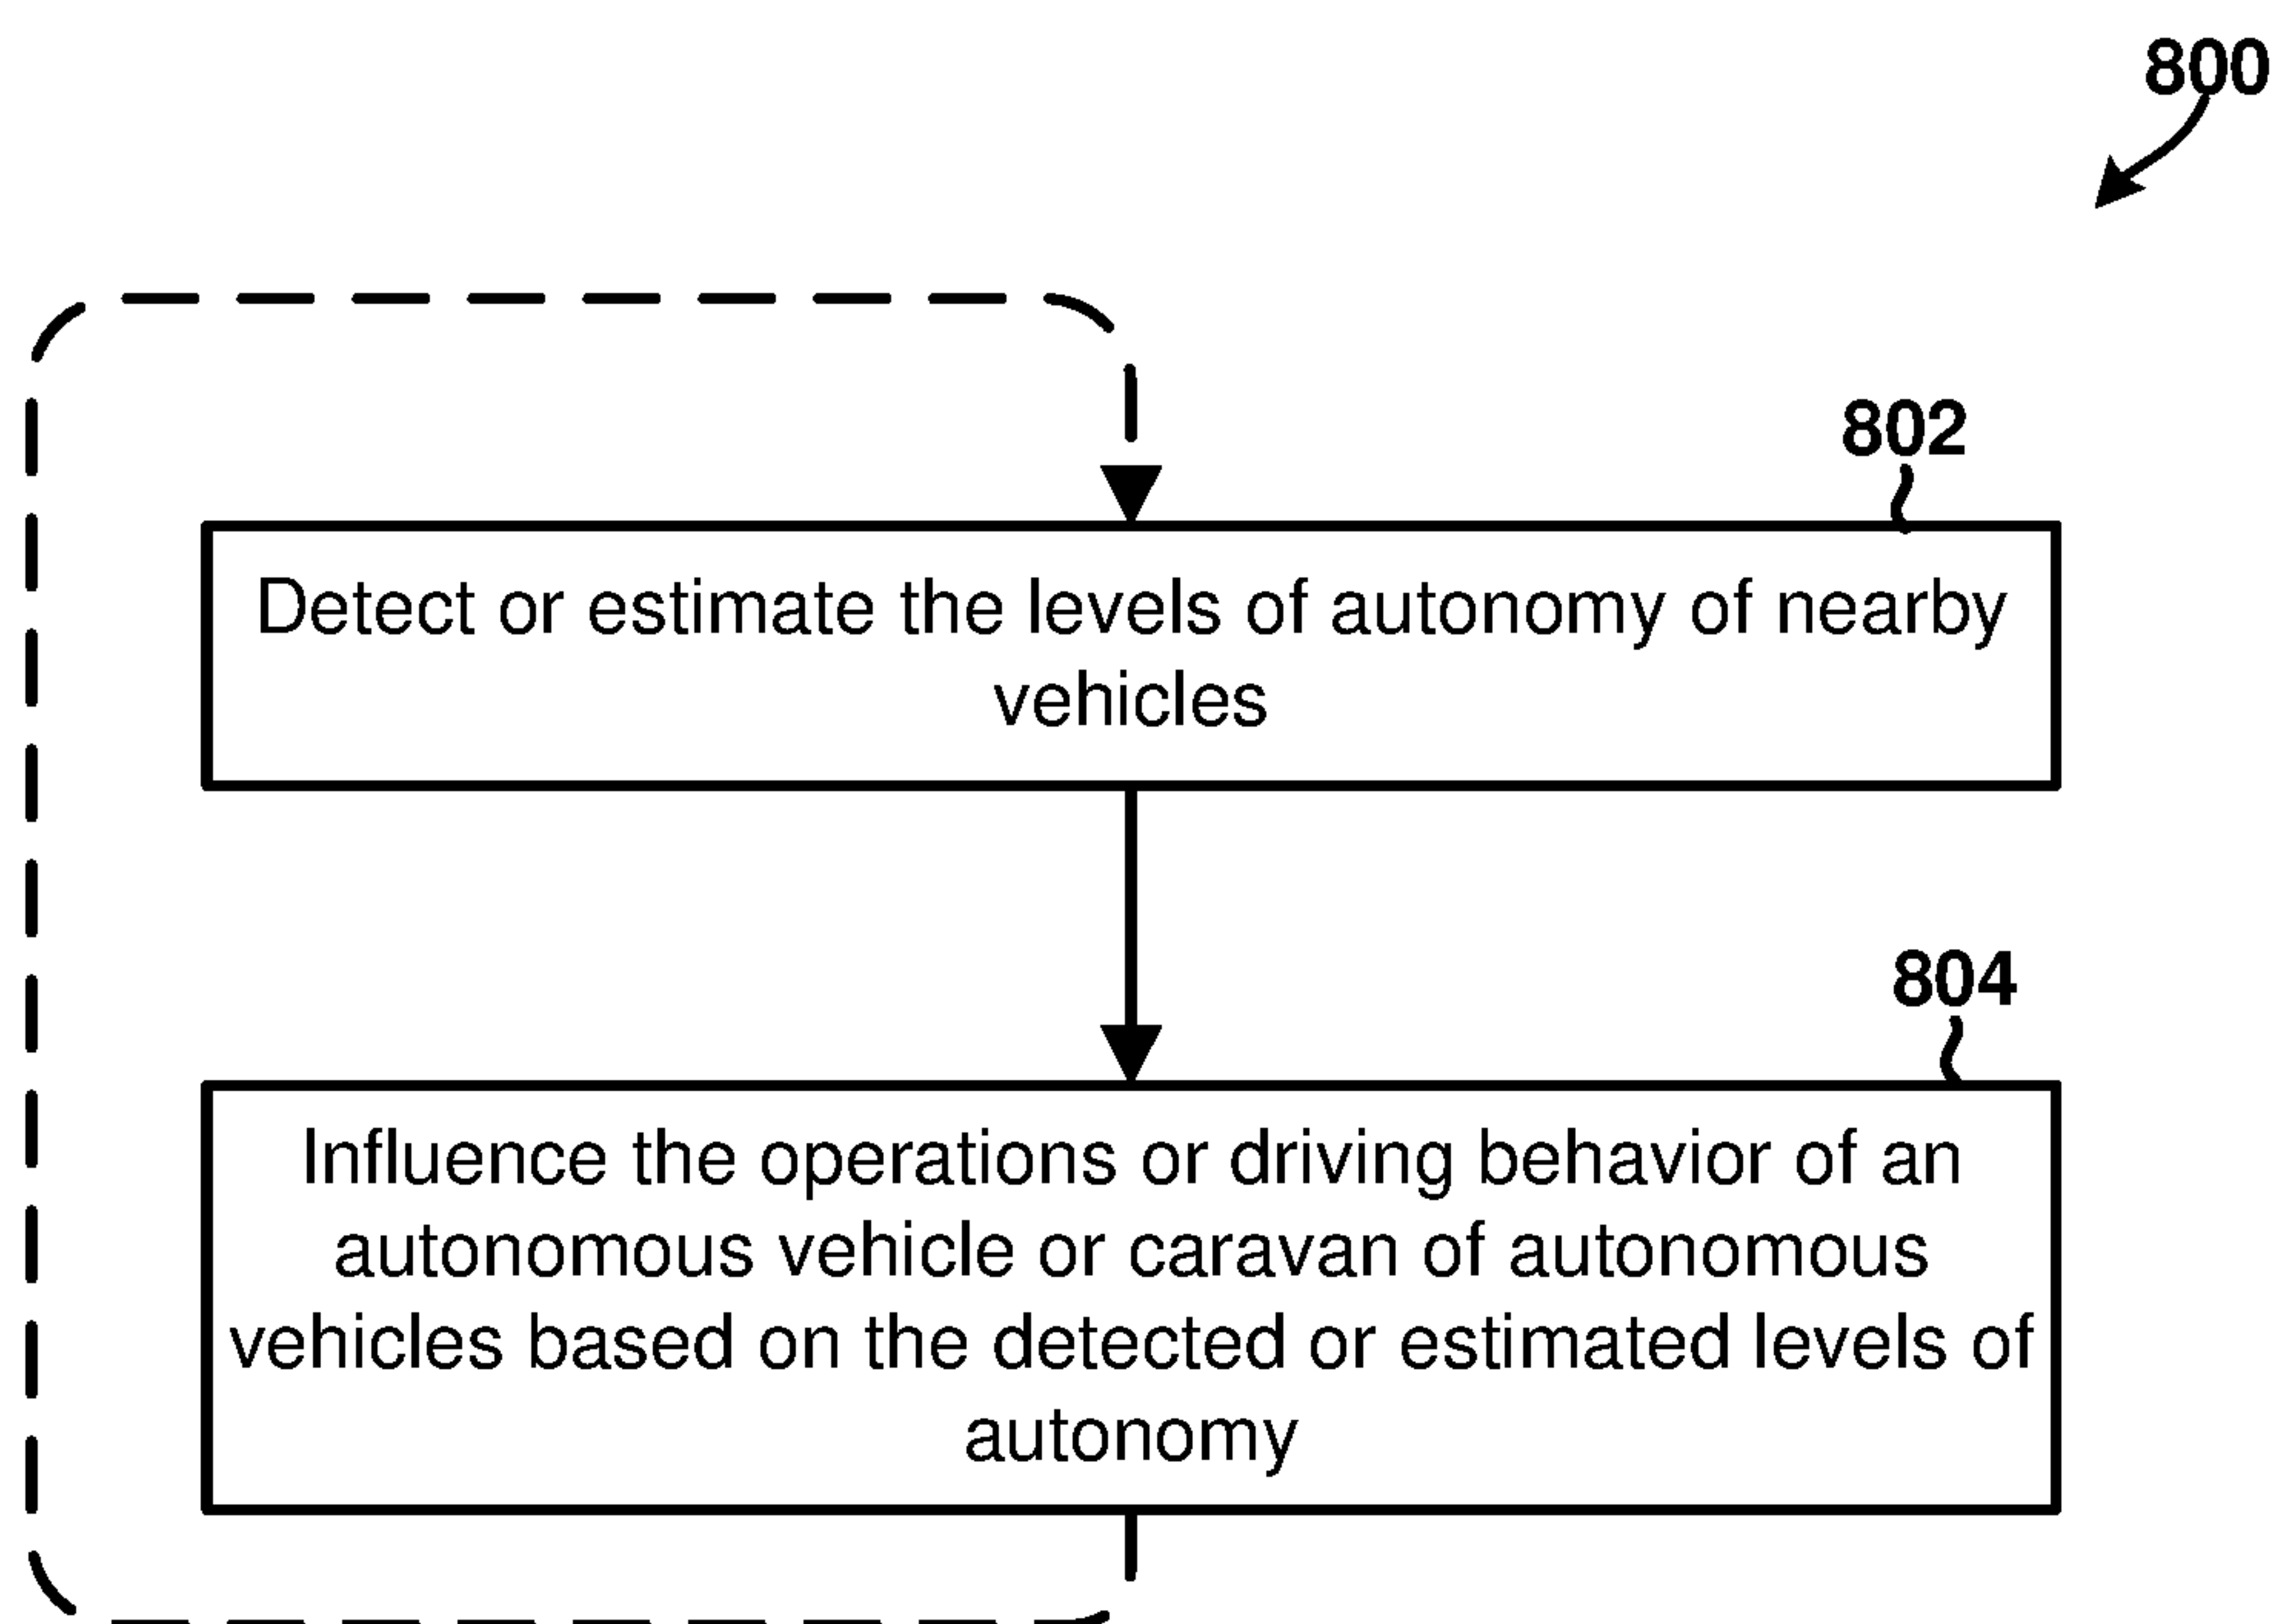 800
802
Detect or estimate the levels of autonomy of nearby
vehicles
804
Influence the operations or driving behavior of an
autonomous vehicle or caravan of autonomous
vehicles based on the detected or estimated levels of
autonomy